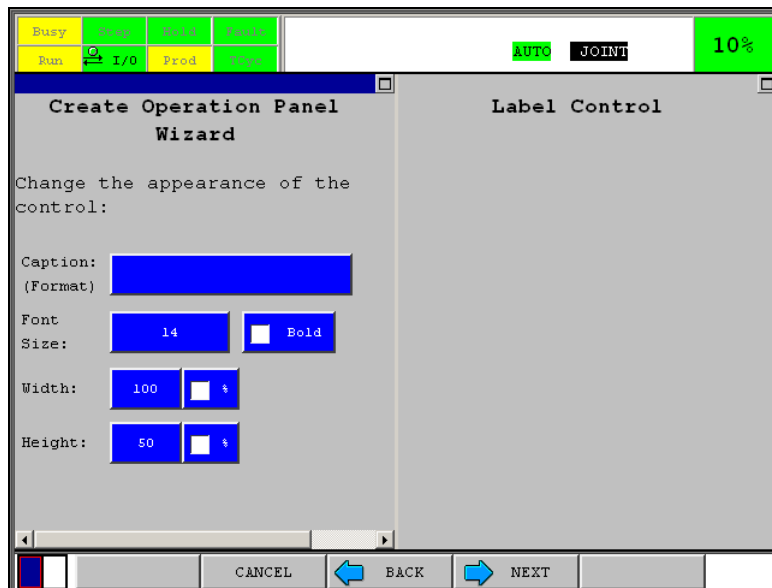 Busy Step Hold Fault
Run I/O Prod TCyc
AUTO JOINT 10%
Create Operation Panel
Wizard
Change the appearance of the
control:
Caption:
(Format)
Font
Size:
14 Bold
Width: 100 %
Height: 50 %
Label Control
CANCEL BACK NEXT